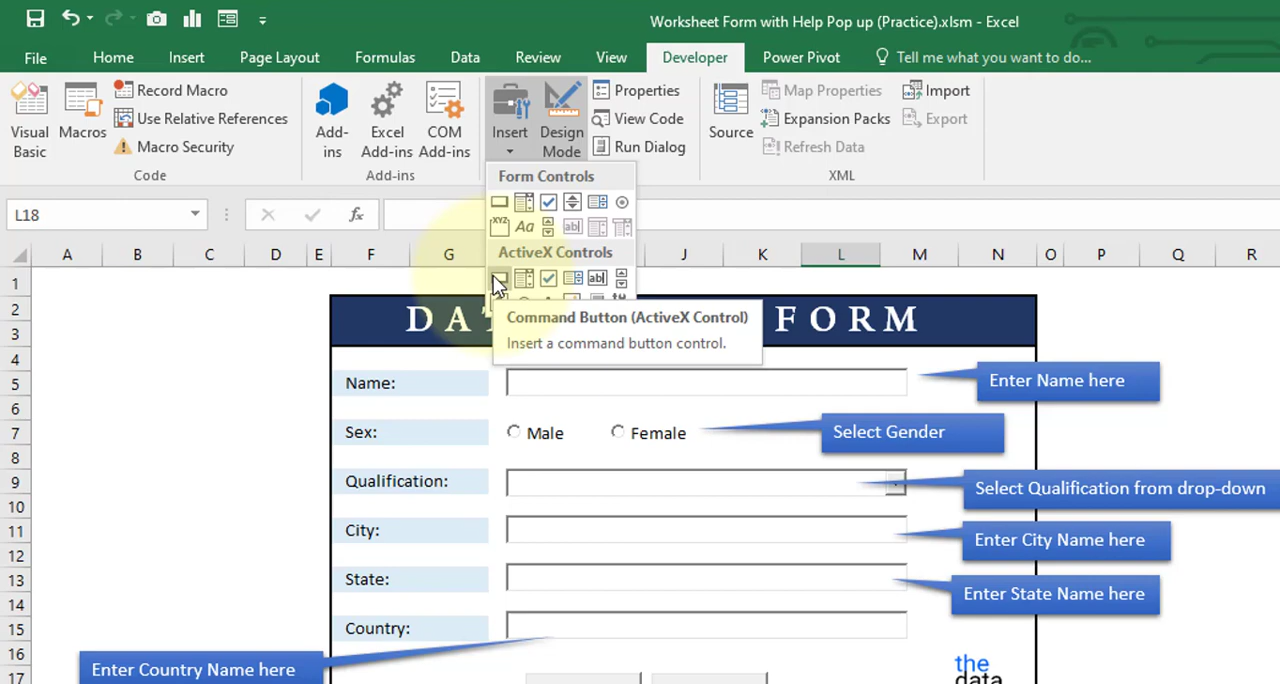 Worksheet Form with Help Pop up (Practice).xlsm - Excel
File Home Insert Page Layout Formulas Data Review View Developer Power Pivot Tell me what you want to do...
Visual Basic
Macros
Record Macro
Use Relative References
Macro Security
Code
Add-ins
Excel Add-ins
COM Add-ins
Add-ins
Insert
Design Mode
Properties
View Code
Run Dialog
Source
Map Properties
Expansion Packs
Refresh Data
Import
Export
XML
Form Controls
XYZ Aa ab|
ActiveX Controls
ab|
Command Button (ActiveX Control)
Insert a command button control.
L18
fx
A B C D E F G J K L M N O P Q R
1
2
3
4
5
6
7
8
9
10
11
12
13
14
15
16
17
DAT FORM
Name:
Enter Name here
Sex:
Male
Female
Select Gender
Qualification:
Select Qualification from drop-down
City:
Enter City Name here
State:
Enter State Name here
Country:
Enter Country Name here
the
data